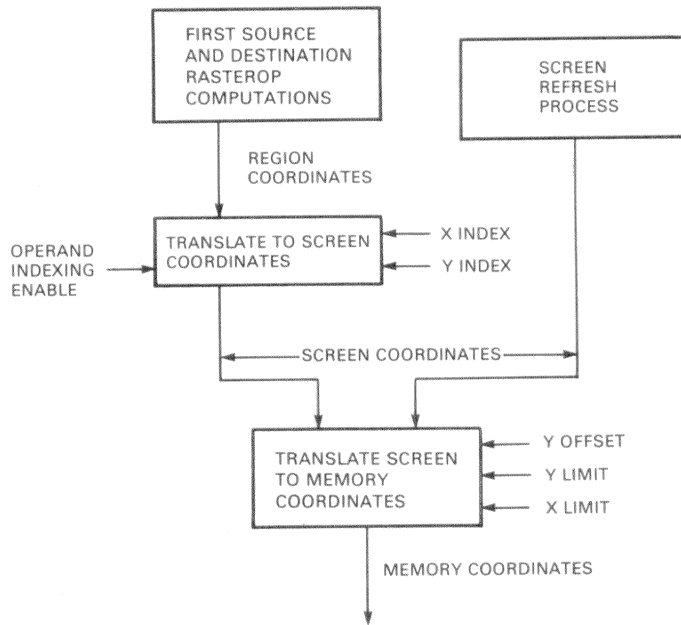 FIRST SOURCE
AND DESTINATION
RASTEROP
COMPUTATIONS
SCREEN
REFRESH
PROCESS
REGION
COORDINATES
OPERAND
INDEXING
ENABLE
TRANSLATE TO SCREEN
COORDINATES
X INDEX
Y INDEX
SCREEN COORDINATES
TRANSLATE SCREEN
TO MEMORY
COORDINATES
Y OFFSET
Y LIMIT
X LIMIT
MEMORY COORDINATES